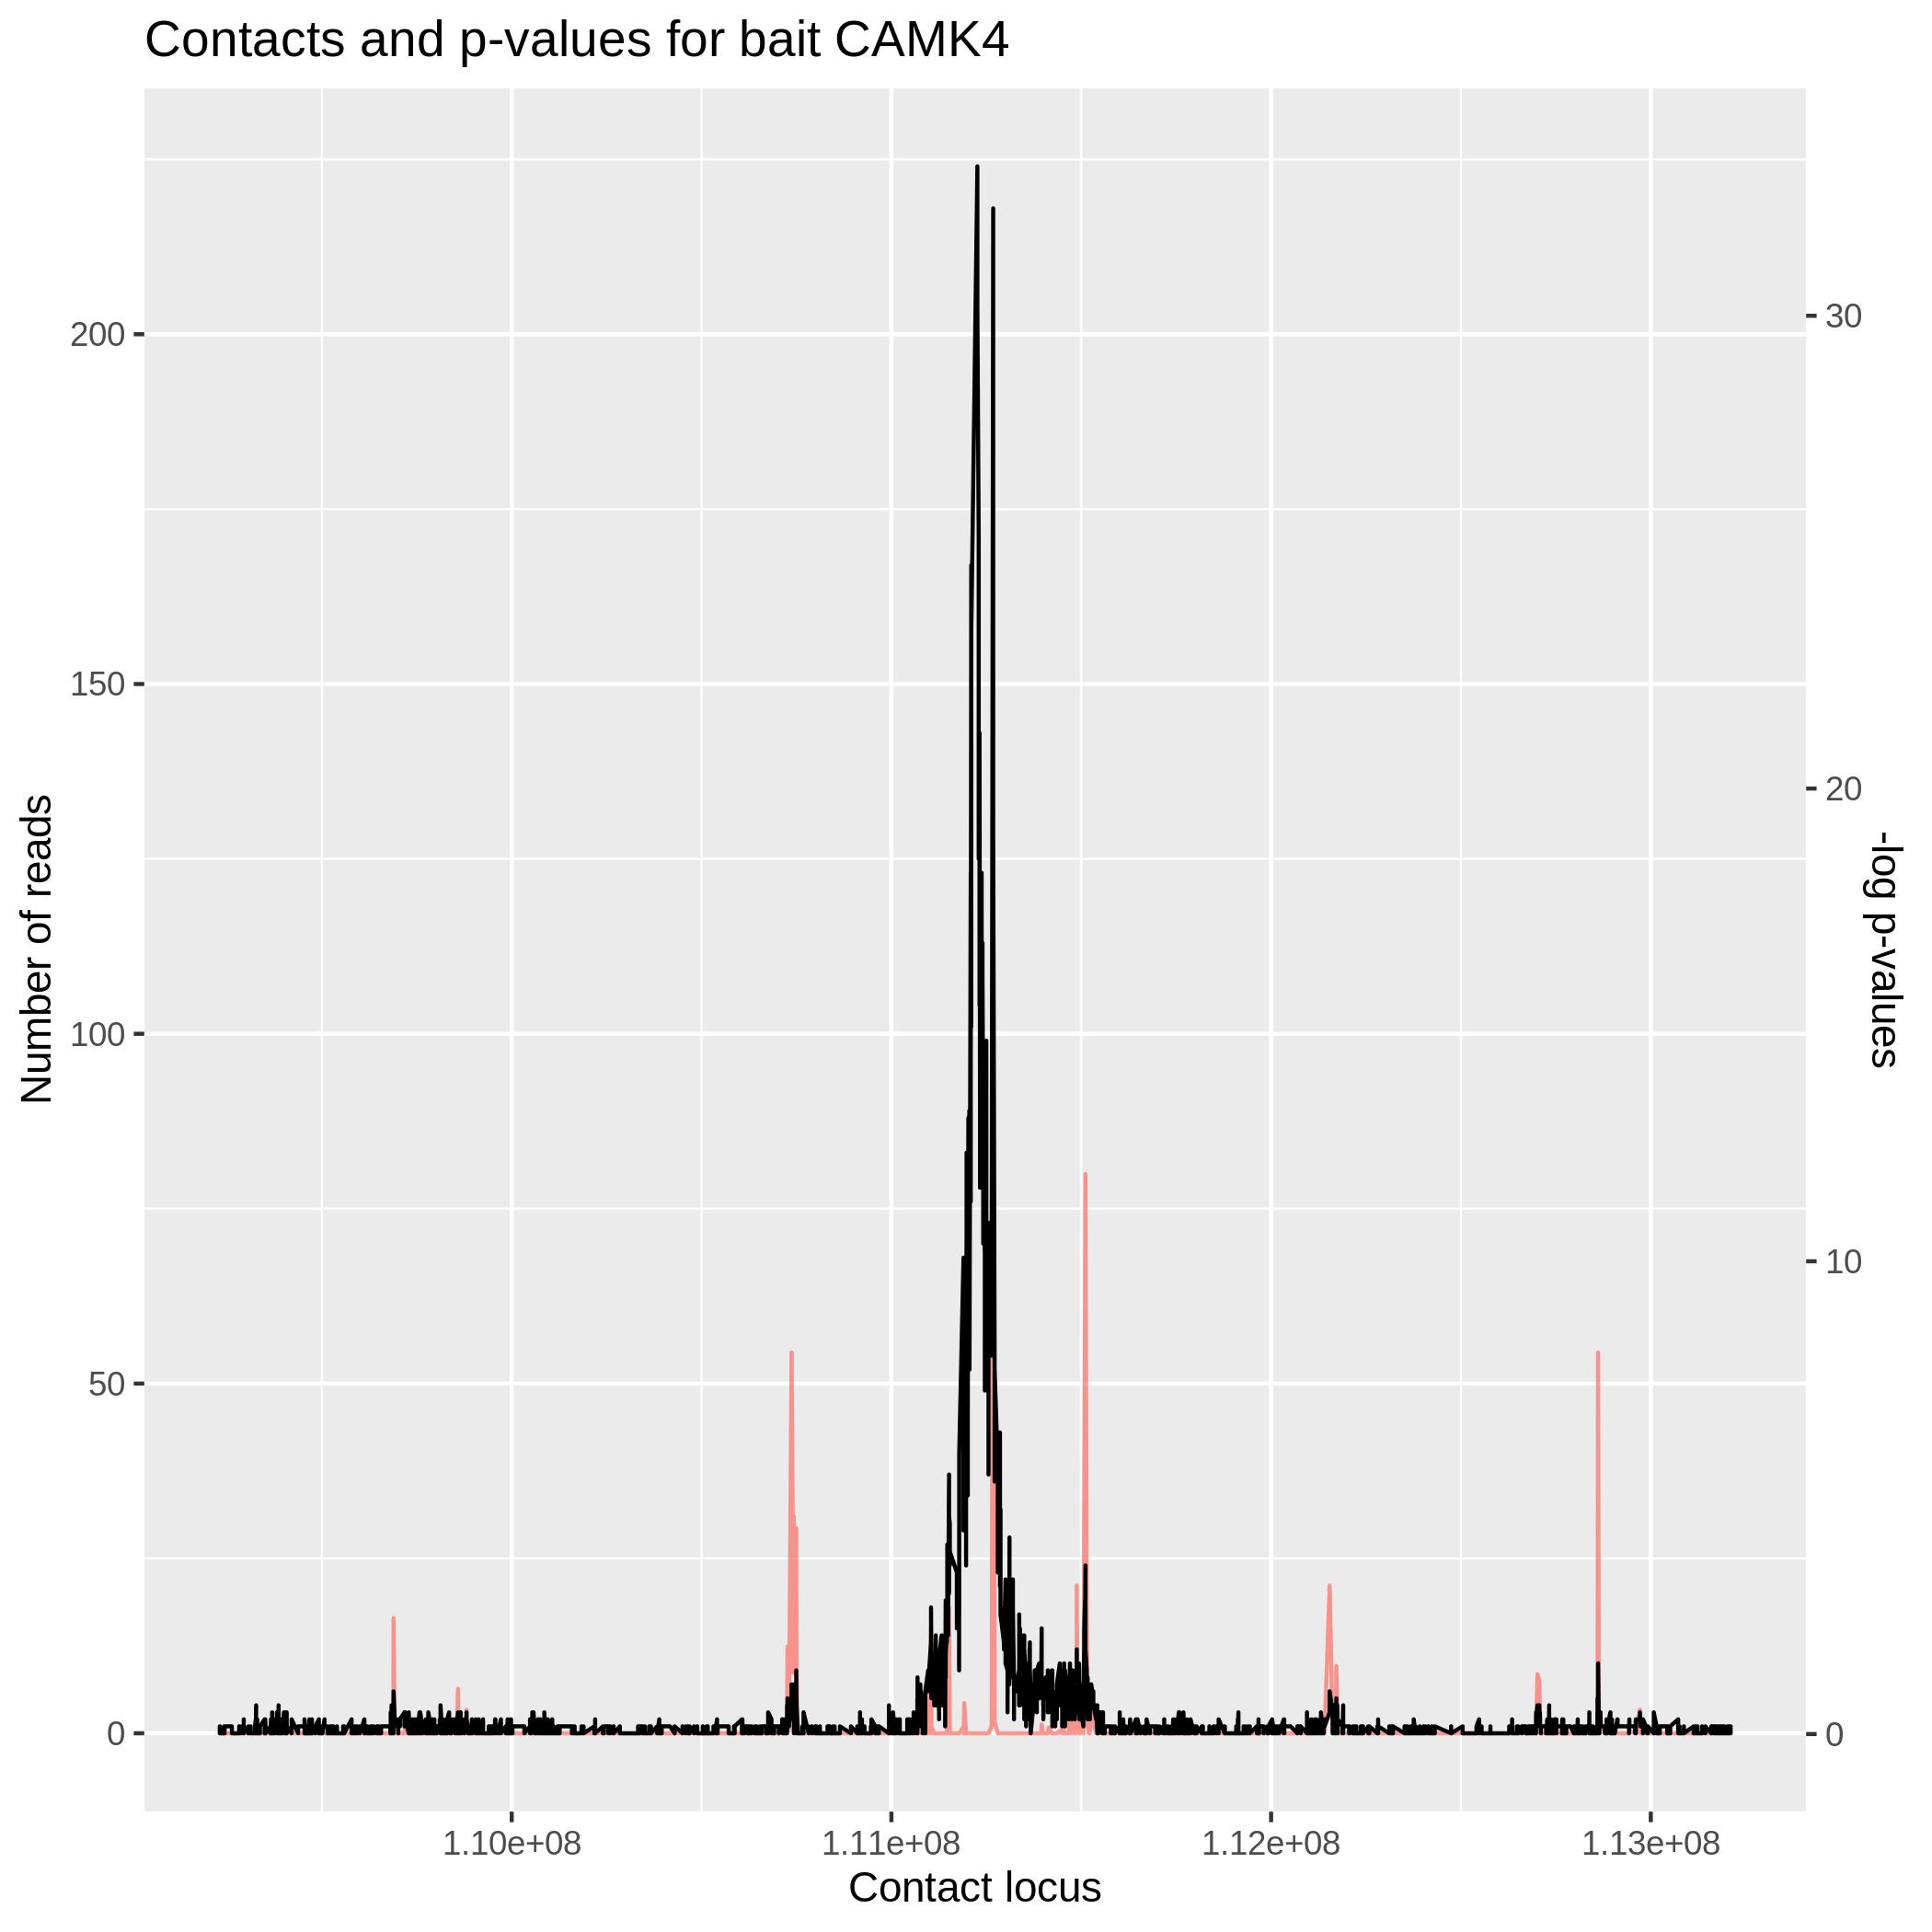 Contacts and p-values for bait CAMK4
200
150
100
50
0
Number of reads
30
20
10
0
-log p-values
1.10e+08 1.11e+08 1.12e+08 1.13e+08
Contact locus